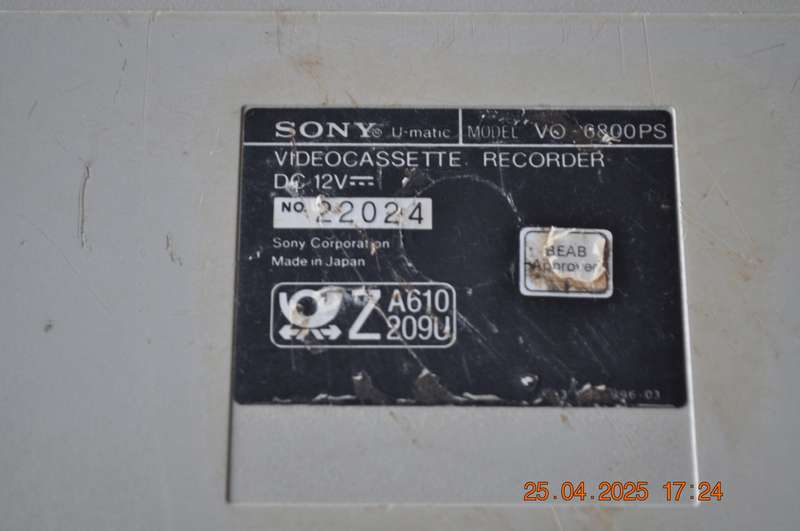 SONY® U-matic MODEL VO-6800PS
VIDEOCASSETTE RECORDER
DC 12V
NO. 22024
Sony Corporation
Made in Japan
BEAB
Approved
Z A610
209U
25.04.2025 17:24